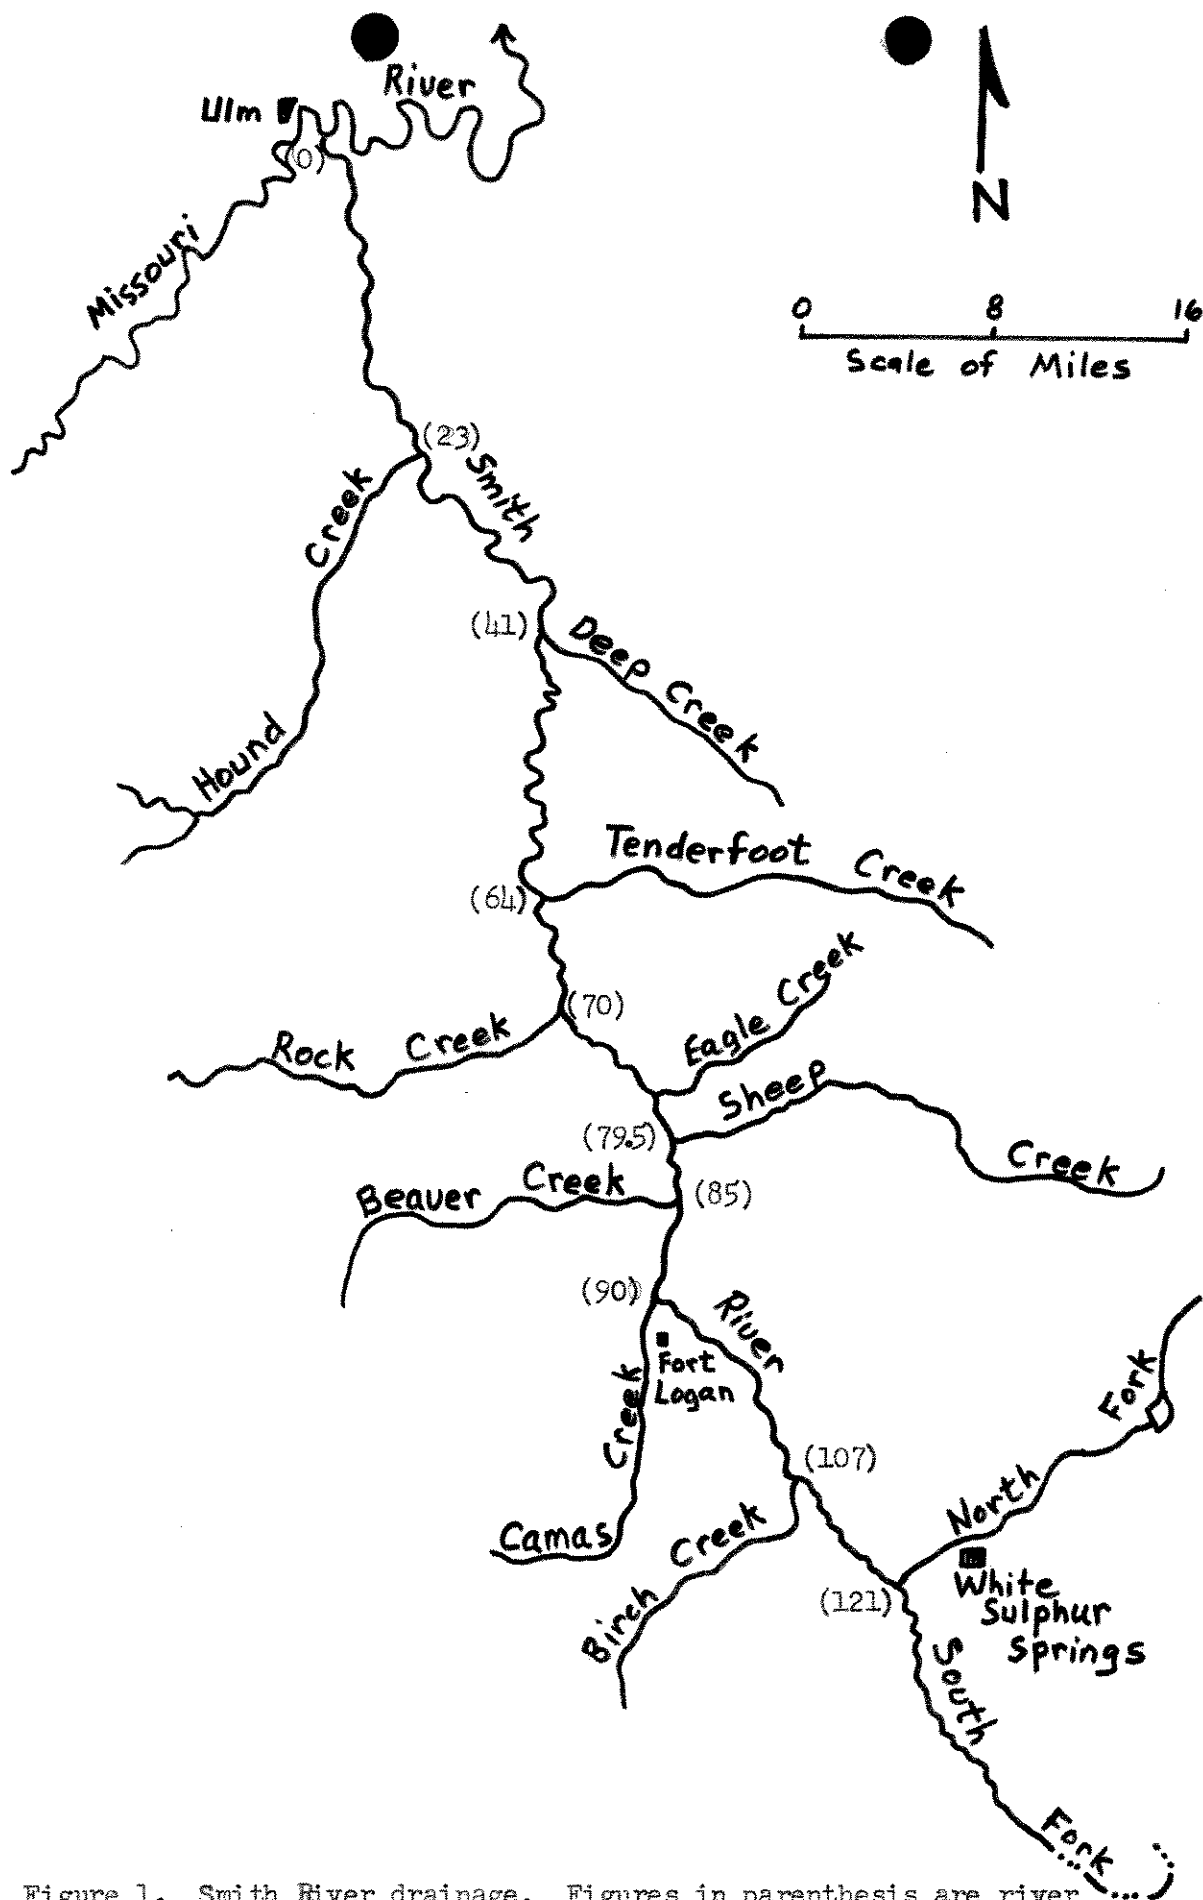 River
Ulm
(0)
N
Missouri
0 8 16
Scale of Miles
(23)
Smith
Creek
(41)
Deep Creek
Hound
Tenderfoot Creek
(64)
Eagle Creek
(70)
Rock Creek
Sheep
(79.5)
Creek
Beaver Creek
(85)
(90)
River
Fort
Logan
Creek
Fork
(107)
North
Creek
Camas
Birch
White
Sulphur
Springs
(121)
South
Fork
Figure 1. Smith River drainage. Figures in parenthesis are river